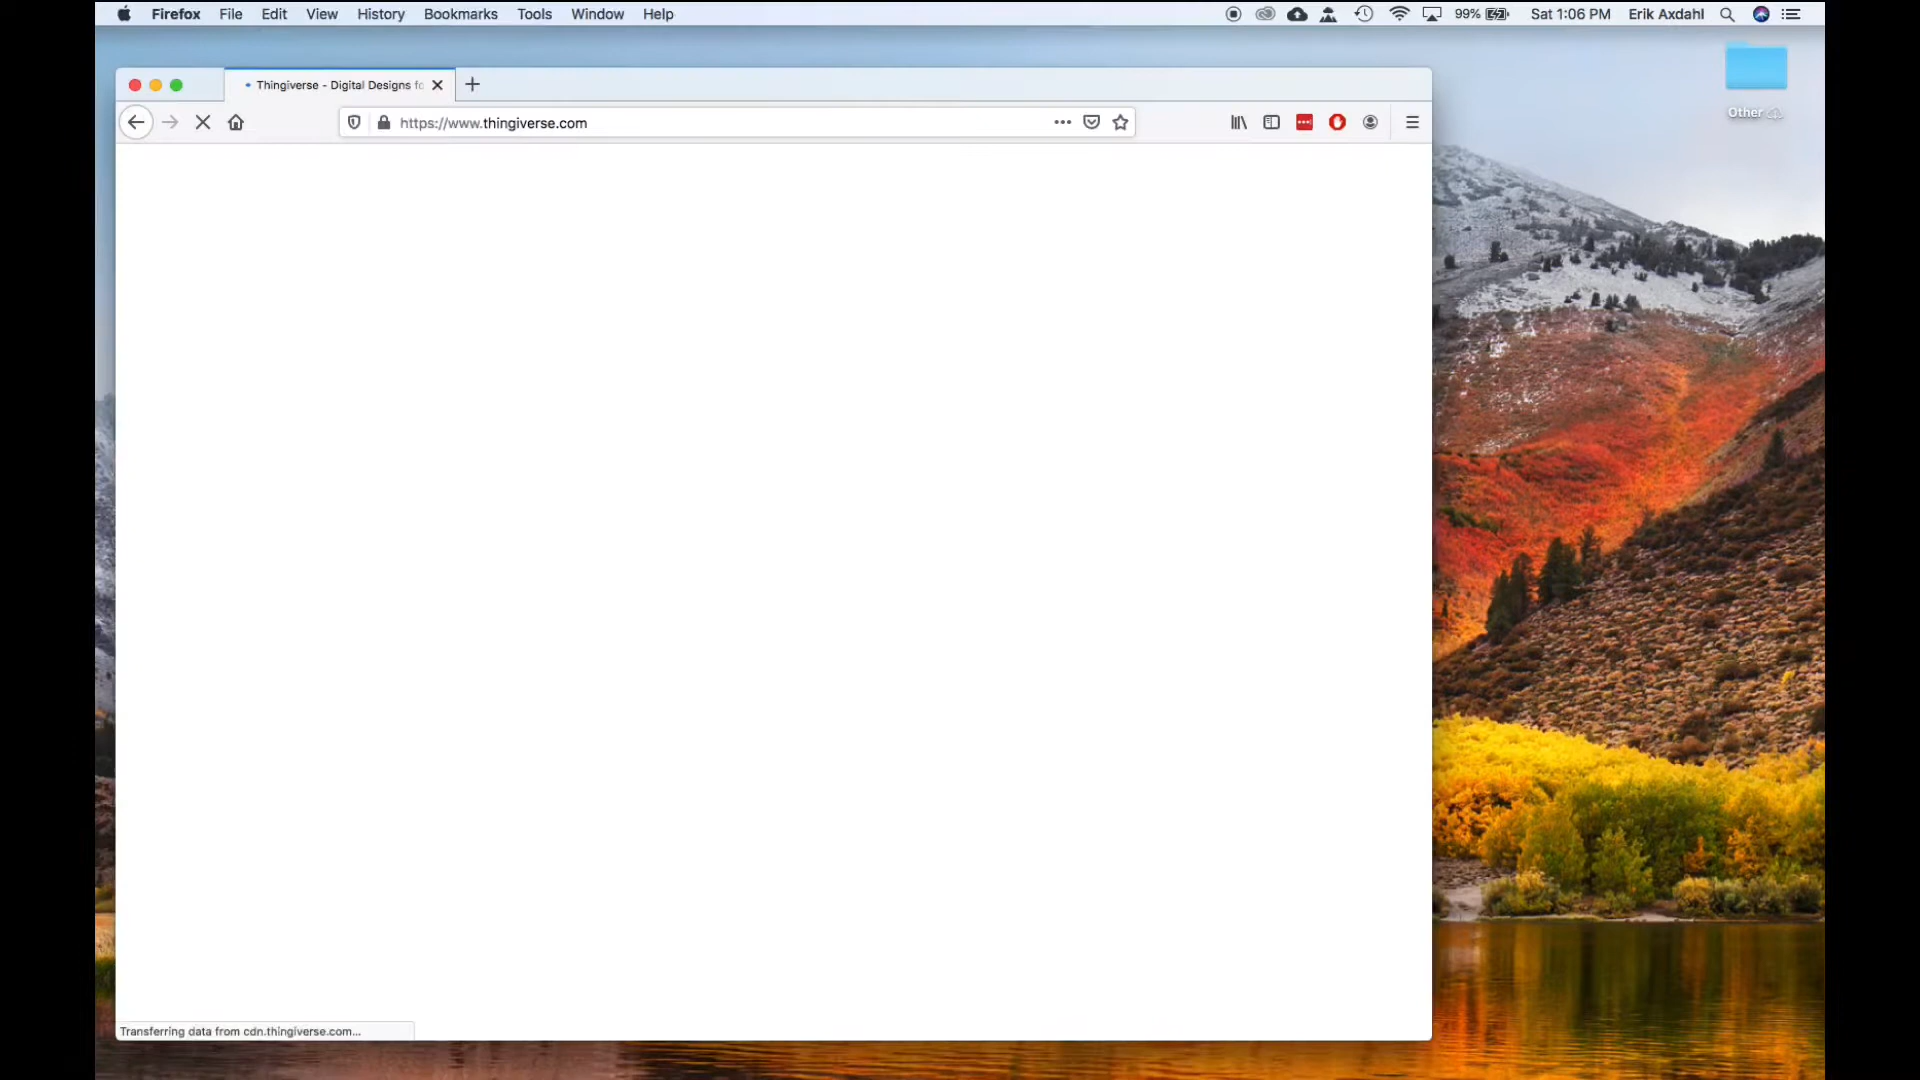 Firefox File Edit View History Bookmarks Tools Window Help 99% Sat 1:06 PM Erik Axdahl
Thingiverse - Digital Designs fo
https://www.thingiverse.com
Other
Transferring data from cdn.thingiverse.com...